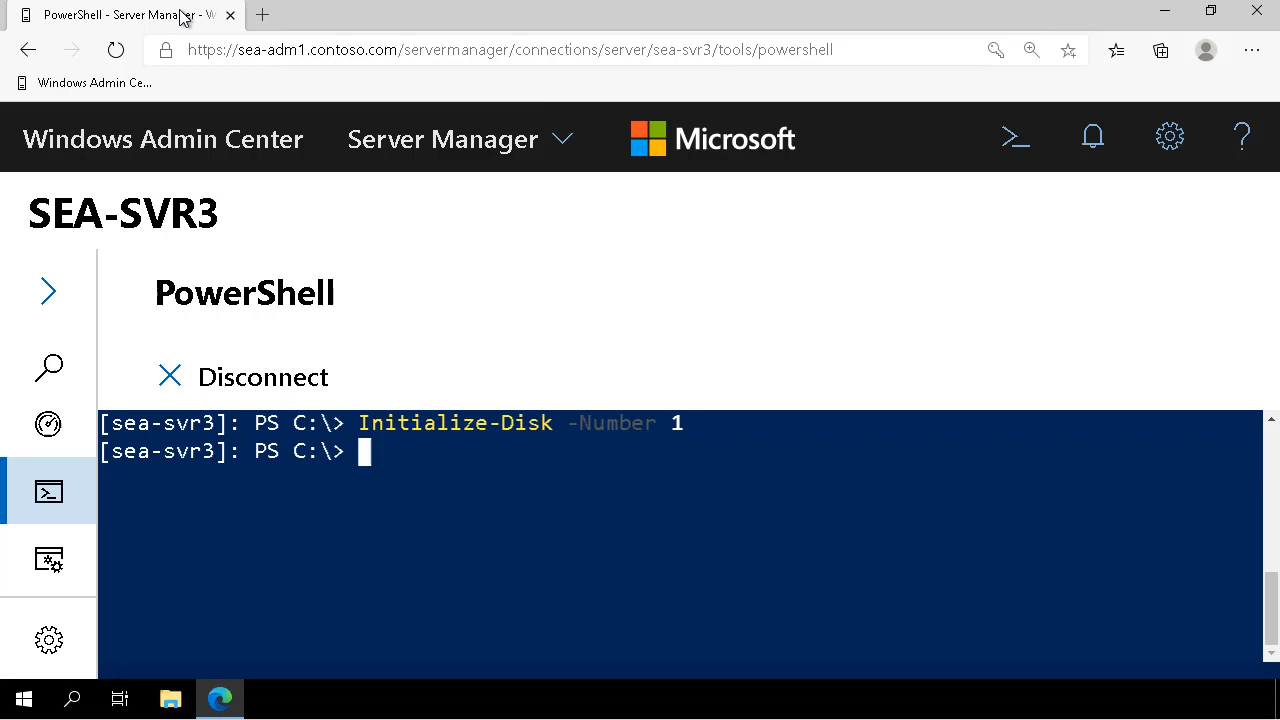 PowerShell - Server Manager - W
https://sea-adm1.contoso.com/servermanager/connections/server/sea-svr3/tools/powershell
Windows Admin Ce...
Windows Admin Center
Server Manager
Microsoft
SEA-SVR3
PowerShell
Disconnect
[sea-svr3]: PS C:\> Initialize-Disk -Number 1
[sea-svr3]: PS C:\>